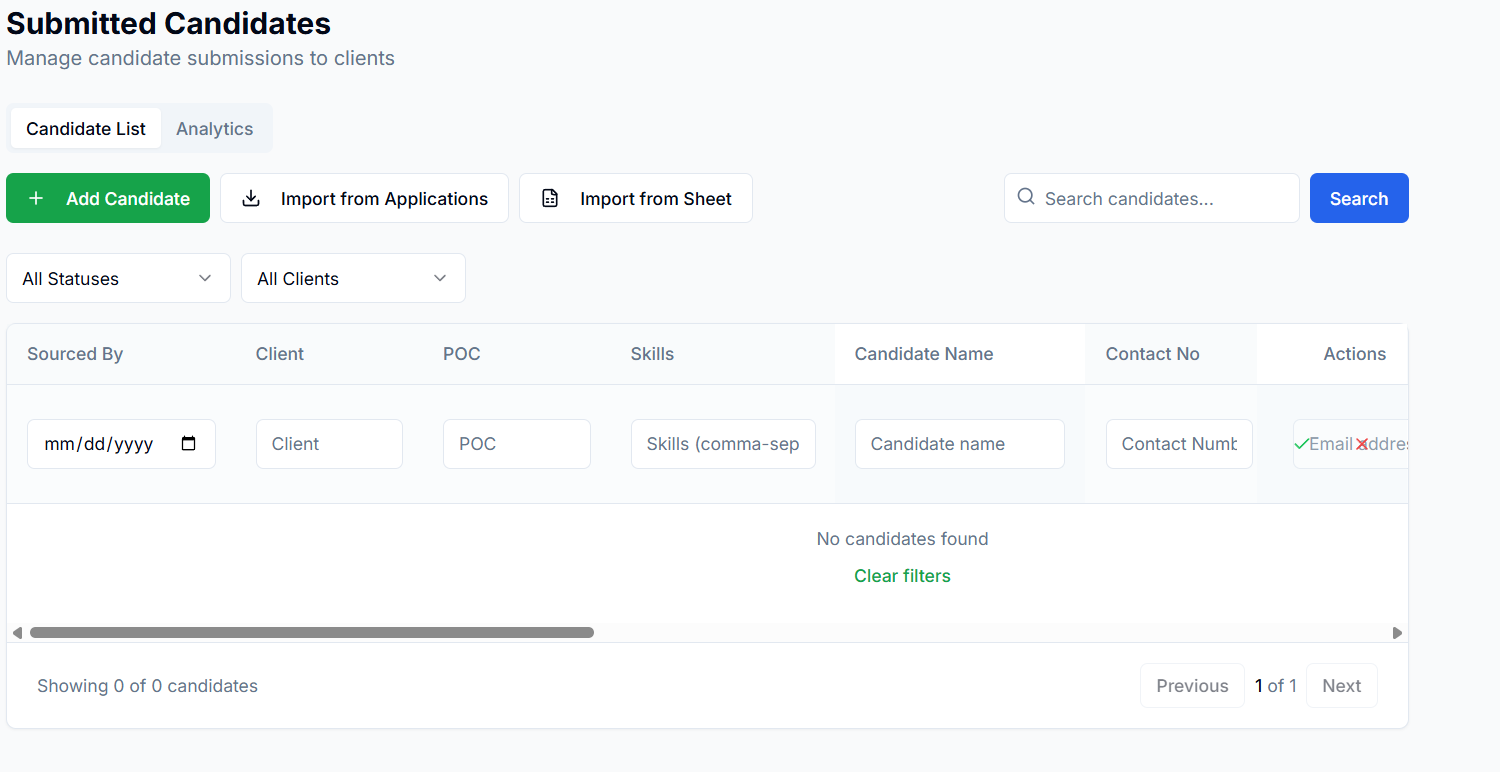 Submitted Candidates
Manage candidate submissions to clients
Candidate List Analytics
Add Candidate Import from Applications Import from Sheet Search candidates... Search
All Statuses All Clients
Sourced By Client POC Skills Candidate Name Contact No Actions
mm/dd/yyyy Client POC Skills (comma-sep Candidate name Contact Numb Email addres
No candidates found
Clear filters
Showing 0 of 0 candidates Previous 1 of 1 Next